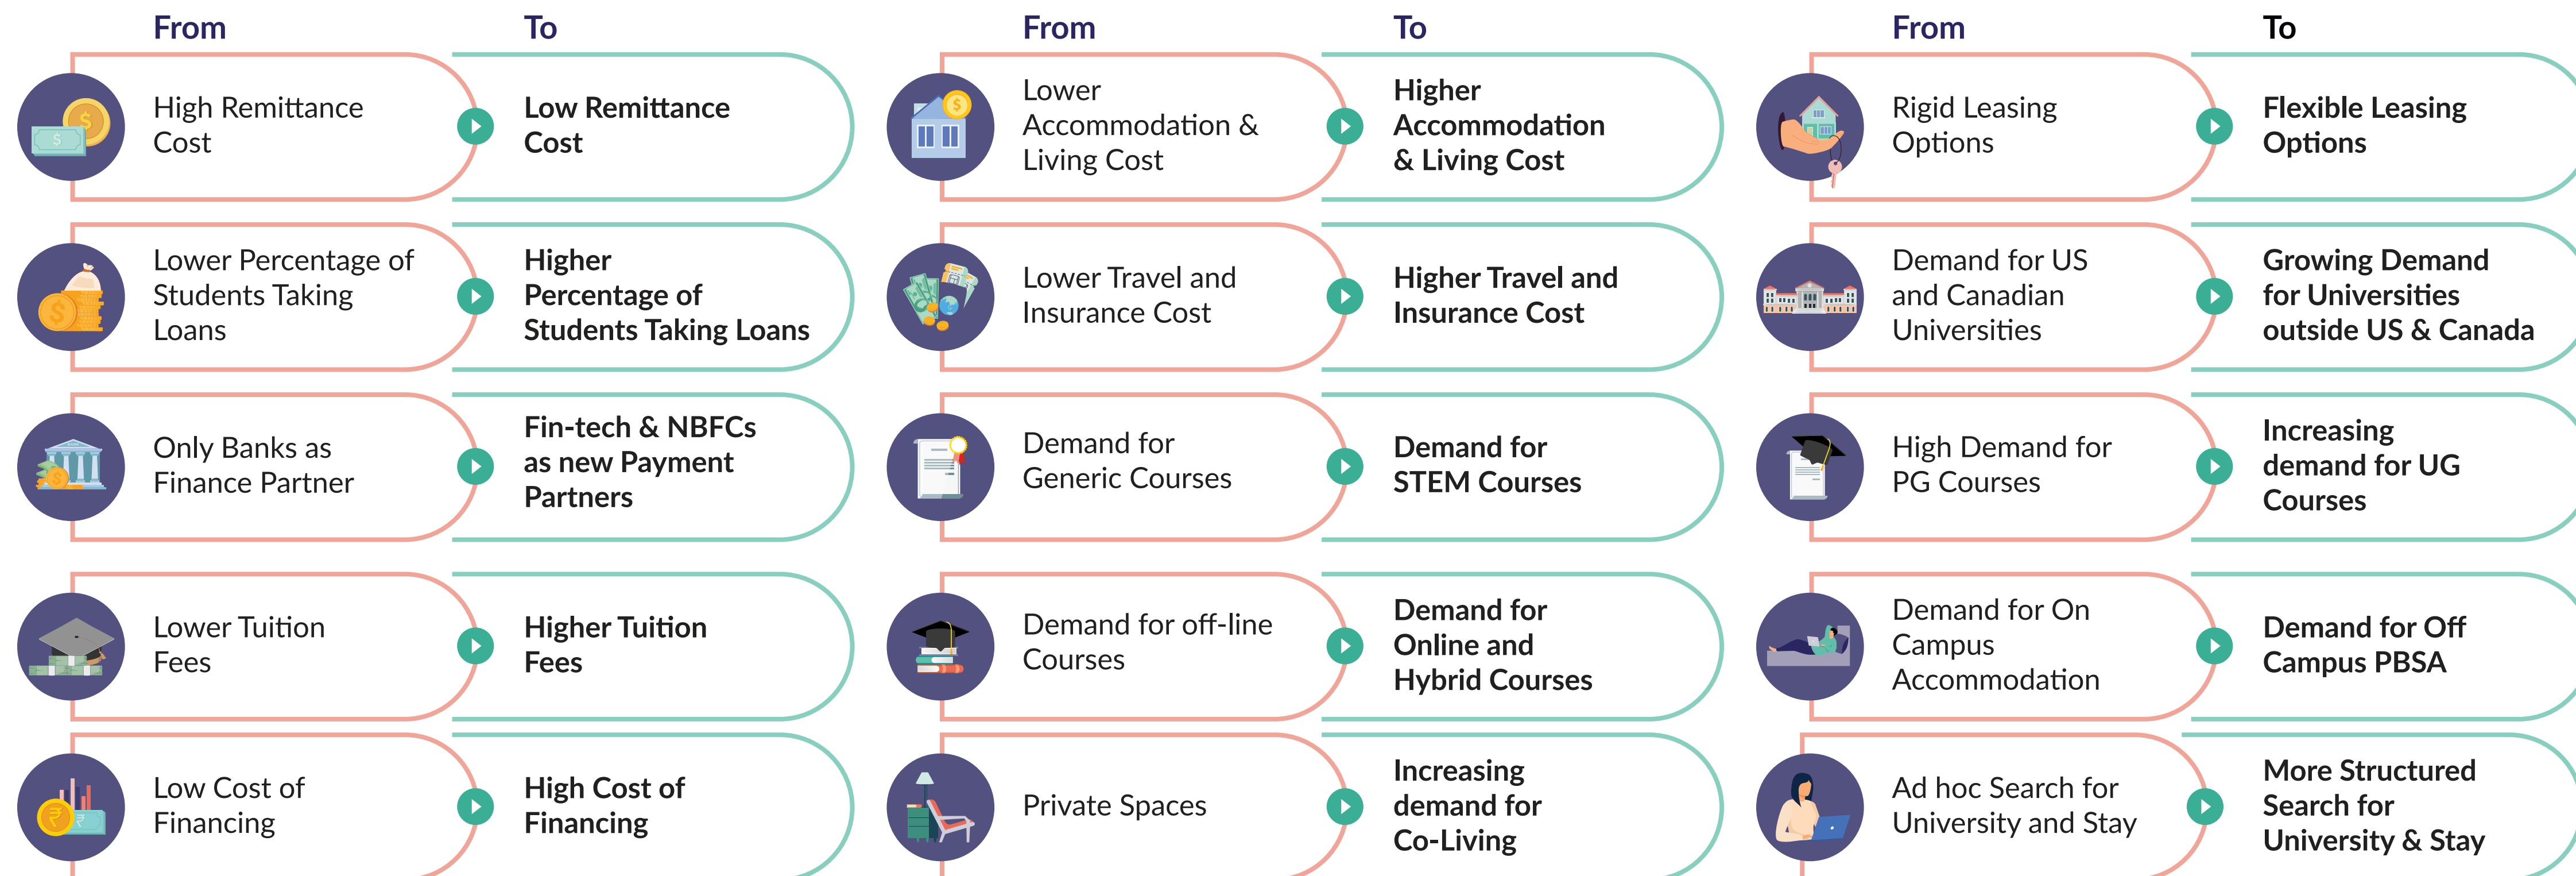 From
To
High Remittance
Cost
Low Remittance
Cost
Lower Percentage of
Students Taking
Loans
Higher
Percentage of
Students Taking Loans
Only Banks as
Finance Partner
Fin-tech & NBFCs
as new Payment
Partners
Lower Tuition
Fees
Higher Tuition
Fees
Low Cost of
Financing
High Cost of
Financing
From
To
Lower
Accommodation &
Living Cost
Higher
Accommodation
& Living Cost
Lower Travel and
Insurance Cost
Higher Travel and
Insurance Cost
Demand for
Generic Courses
Demand for
STEM Courses
Demand for off-line
Courses
Demand for
Online and
Hybrid Courses
Private Spaces
Increasing
demand for
Co-Living
From
To
Rigid Leasing
Options
Flexible Leasing
Options
Demand for US
and Canadian
Universities
Growing Demand
for Universities
outside US & Canada
High Demand for
PG Courses
Increasing
demand for UG
Courses
Demand for On
Campus
Accommodation
Demand for Off
Campus PBSA
Ad hoc Search for
University and Stay
More Structured
Search for
University & Stay